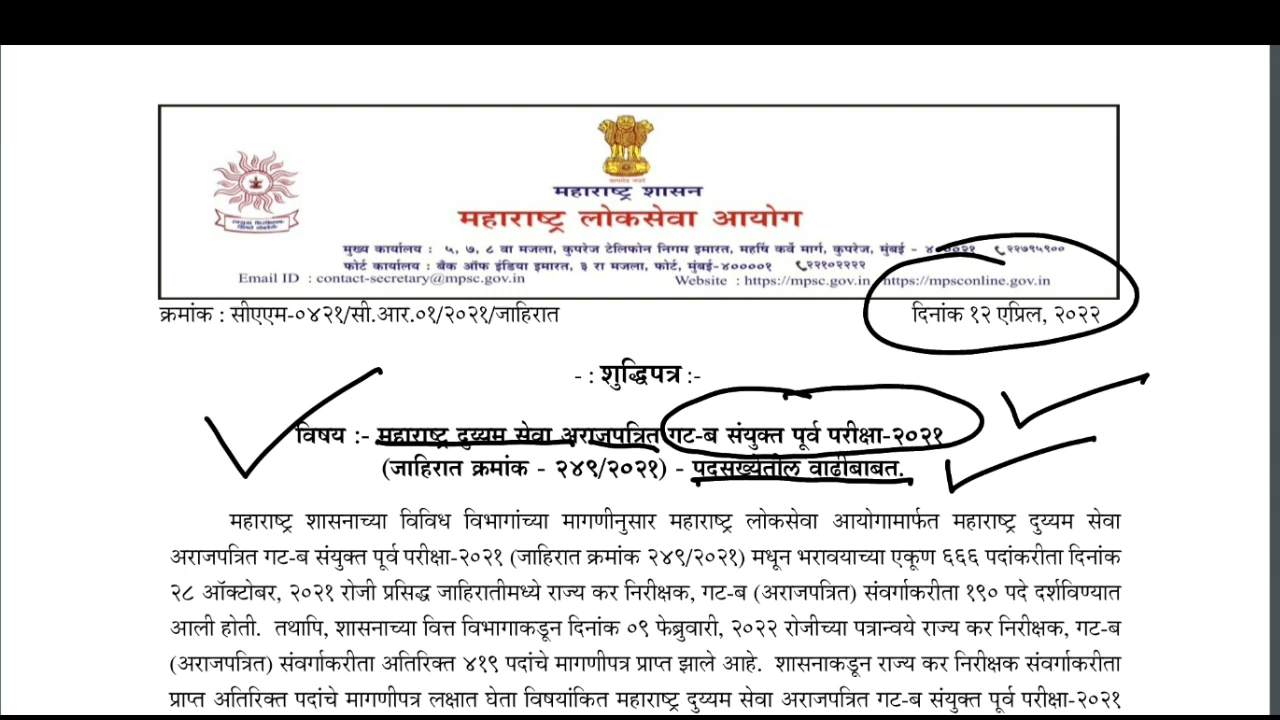 महाराष्ट्र शासन
महाराष्ट्र लोकसेवा आयोग
मुख्य कार्यालय : ५, ७, ८ वा मजला, कुपरेज टेलिफोन निगम इमारत, महर्षि कर्वे मार्ग, कुपरेज, मुंबई - ४०००२१ २२७९५९००
फोर्ट कार्यालय : बँक ऑफ इंडिया इमारत, ३ रा मजला, फोर्ट, मुंबई-४००००१ २२१०२२२२
Email ID : contact-secretary@mpsc.gov.in Website : https://mpsc.gov.in https://mpsconline.gov.in
क्रमांक : सीएएम-०४२१/सी.आर.०१/२०२१/जाहिरात दिनांक १२ एप्रिल, २०२२
- : शुद्धिपत्र :-
विषय :- महाराष्ट्र दुय्यम सेवा अराजपत्रित गट-ब संयुक्त पूर्व परीक्षा-२०२१
(जाहिरात क्रमांक - २४९/२०२१) - पदसंख्येतील वाढीबाबत.
महाराष्ट्र शासनाच्या विविध विभागांच्या मागणीनुसार महाराष्ट्र लोकसेवा आयोगामार्फत महाराष्ट्र दुय्यम सेवा
अराजपत्रित गट-ब संयुक्त पूर्व परीक्षा-२०२१ (जाहिरात क्रमांक २४९/२०२१) मधून भरावयाच्या एकूण ६६६ पदांकरीता दिनांक
२८ ऑक्टोबर, २०२१ रोजी प्रसिद्ध जाहिरातीमध्ये राज्य कर निरीक्षक, गट-ब (अराजपत्रित) संवर्गाकरीता १९० पदे दर्शविण्यात
आली होती. तथापि, शासनाच्या वित्त विभागाकडून दिनांक ०९ फेब्रुवारी, २०२२ रोजीच्या पत्रान्वये राज्य कर निरीक्षक, गट-ब
(अराजपत्रित) संवर्गाकरीता अतिरिक्त ४१९ पदांचे मागणीपत्र प्राप्त झाले आहे. शासनाकडून राज्य कर निरीक्षक संवर्गाकरीता
प्राप्त अतिरिक्त पदांचे मागणीपत्र लक्षात घेता विषयांकित महाराष्ट्र दुय्यम सेवा अराजपत्रित गट-ब संयुक्त पूर्व परीक्षा-२०२१